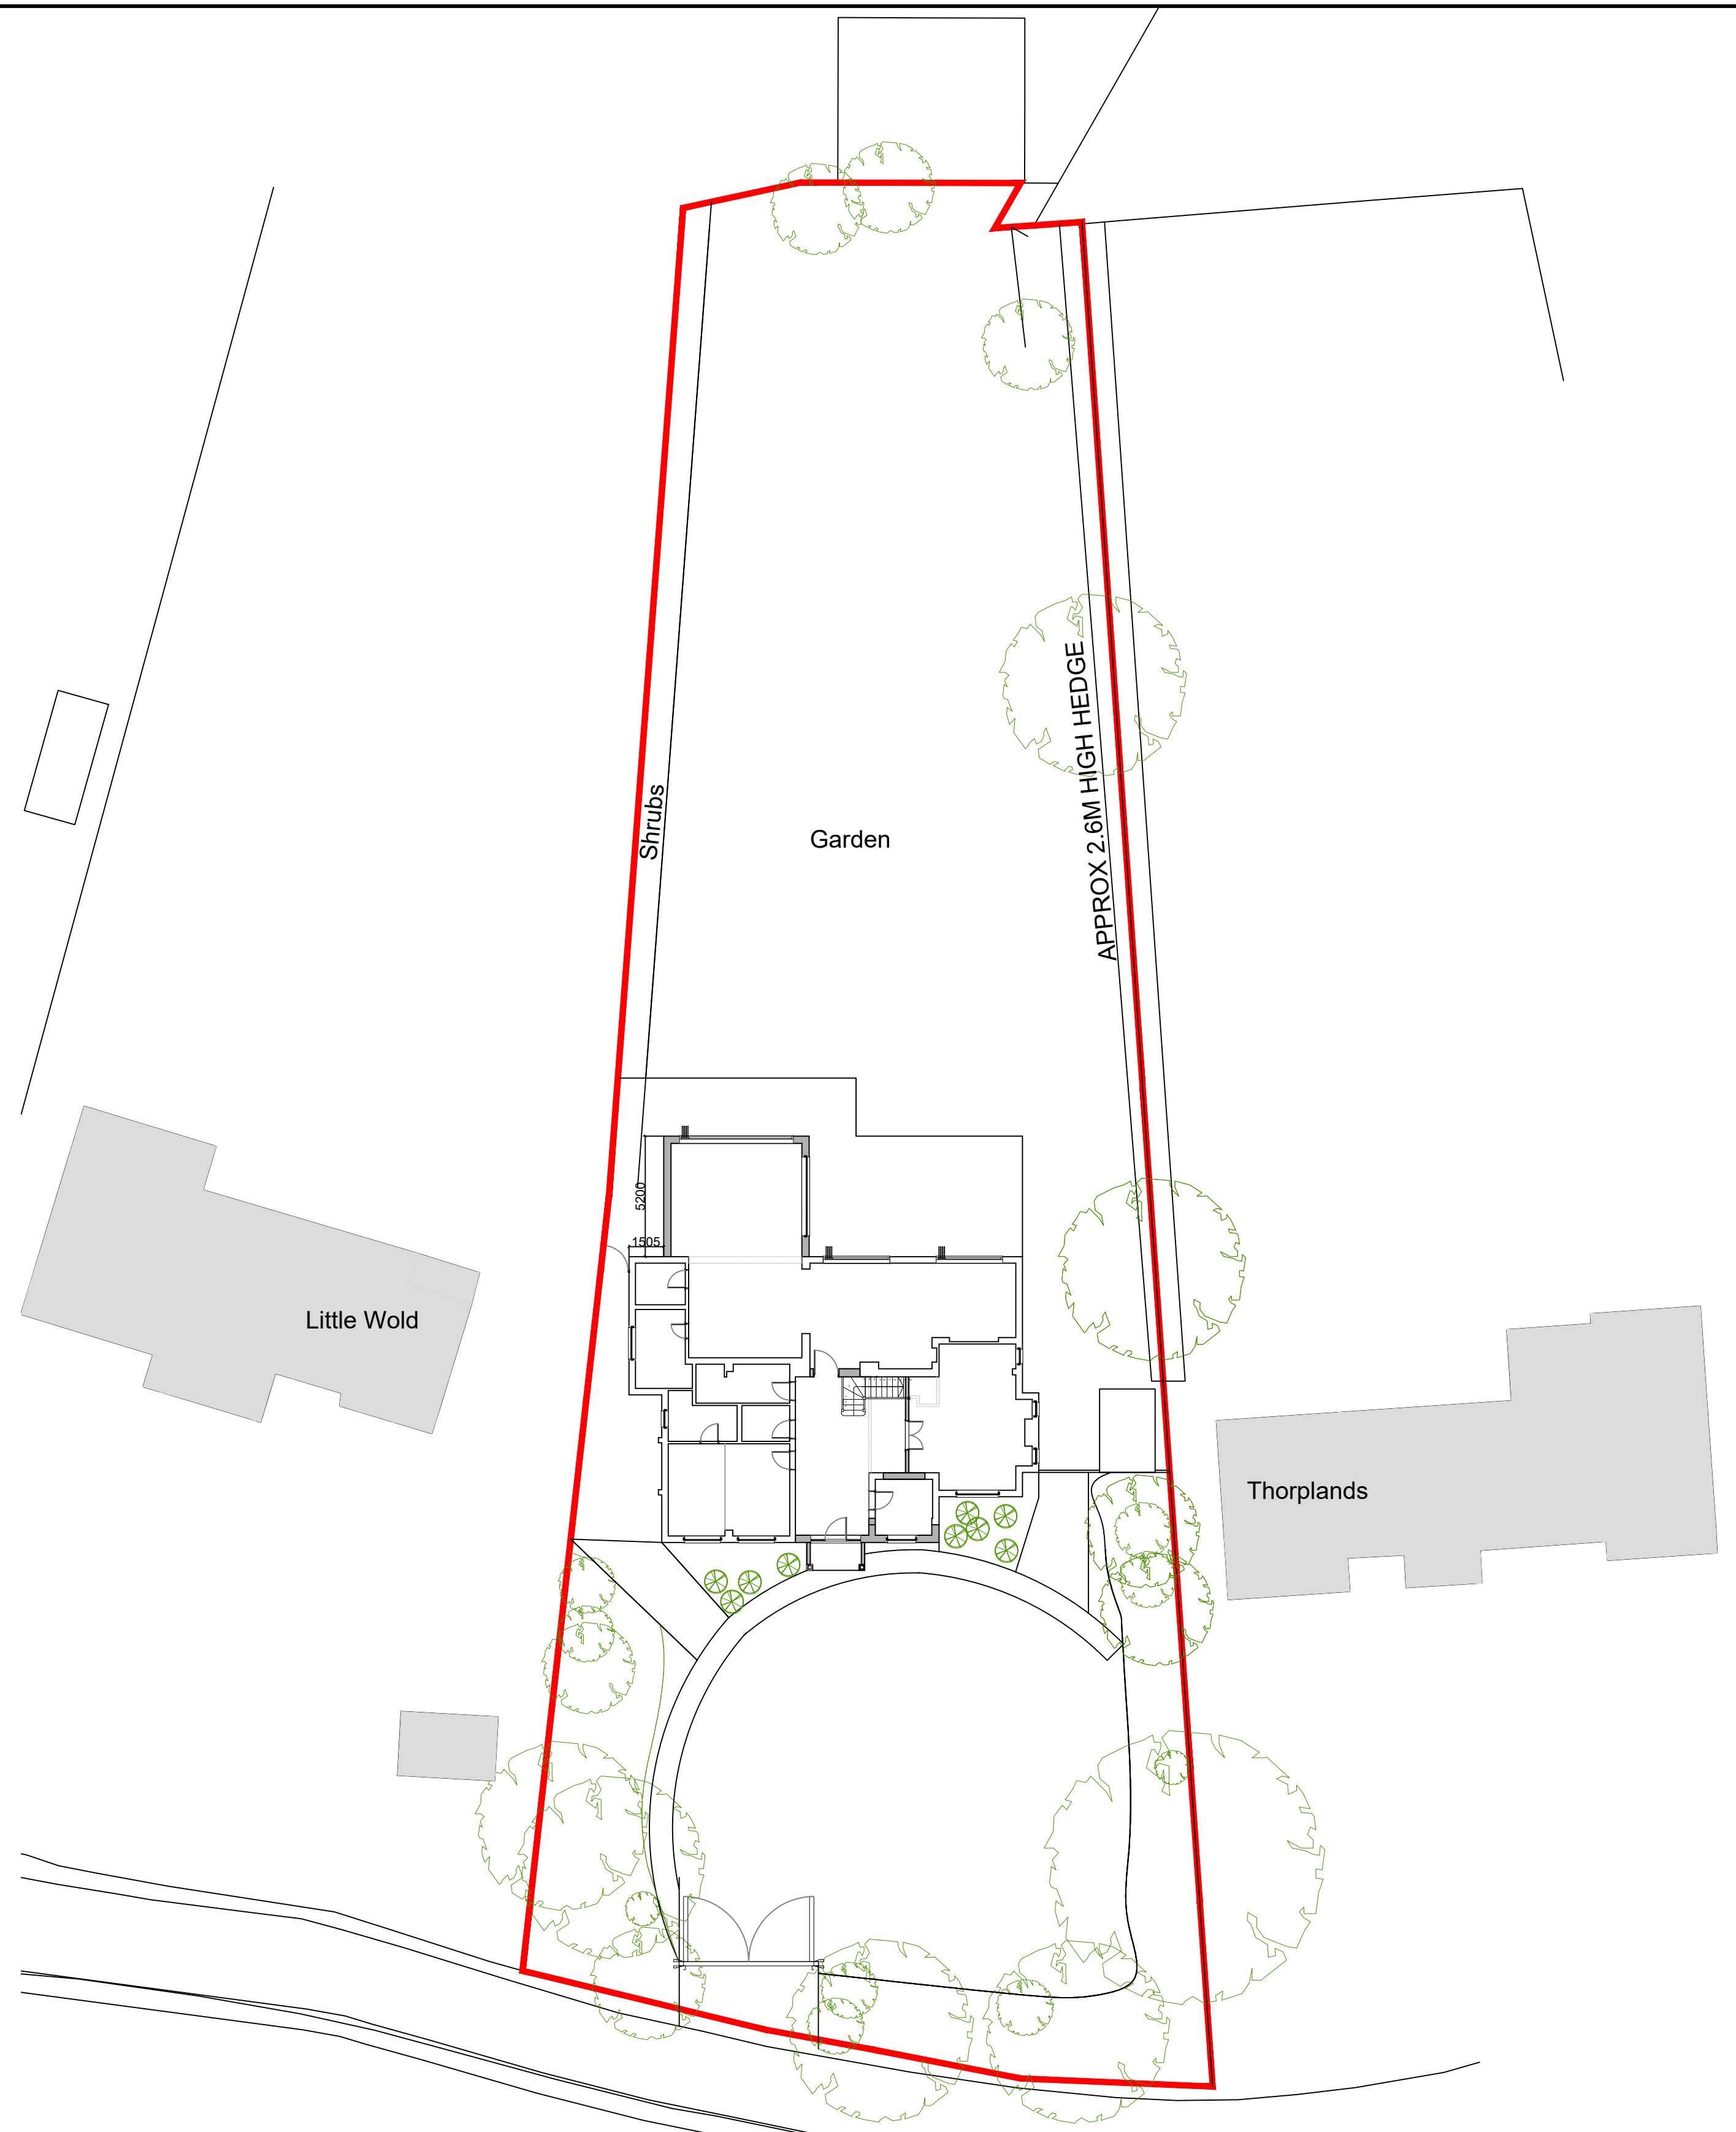 Shrubs
Garden
APPROX 2.6M HIGH HEDGE
5200
1505
Little Wold
Thorplands